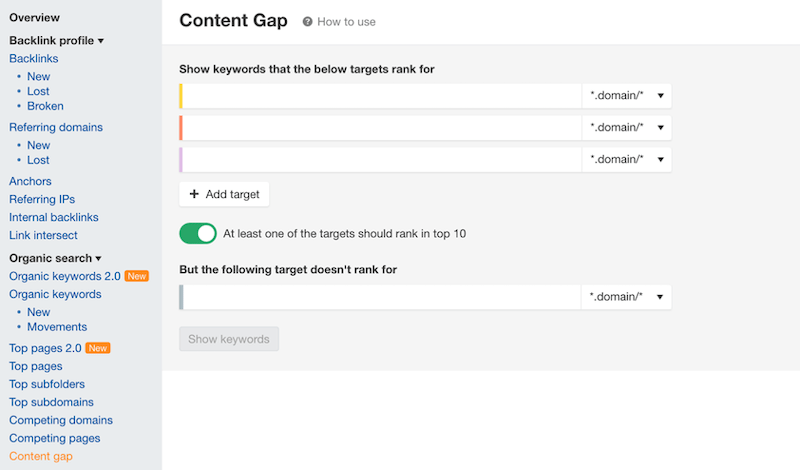 Overview
Backlink profile
Backlinks
• New
• Lost
• Broken
Referring domains
• New
• Lost
Anchors
Referring IPs
Internal backlinks
Link intersect
Organic search
Organic keywords 2.0 New
Organic keywords
• New
• Movements
Top pages 2.0 New
Top pages
Top subfolders
Top subdomains
Competing domains
Competing pages
Content gap
Content Gap ? How to use
Show keywords that the below targets rank for
*.domain/*
*.domain/*
*.domain/*
+ Add target
At least one of the targets should rank in top 10
But the following target doesn't rank for
*.domain/*
Show keywords